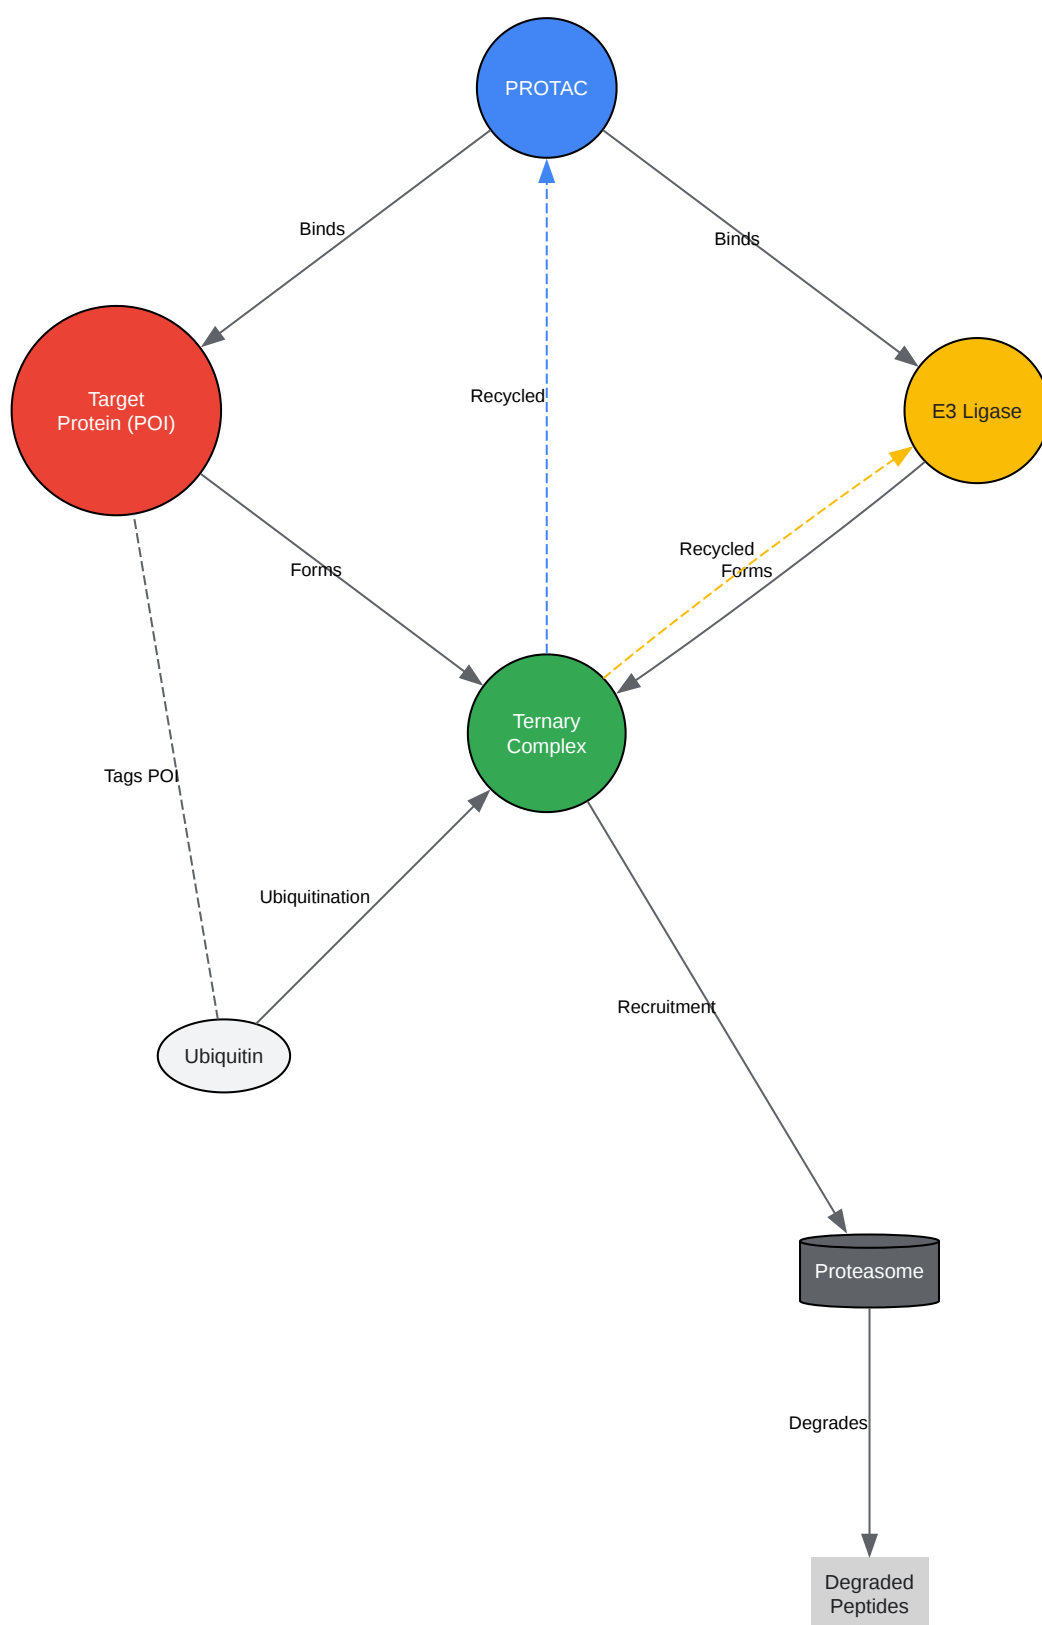 PROTAC
Binds
Binds
Recycled
Target
Protein (POI)
E3 Ligase
Recycled
Forms
Forms
Ternary
Complex
Tags POI
Ubiquitination
Recruitment
Ubiquitin
Proteasome
Degrades
Degraded
Peptides